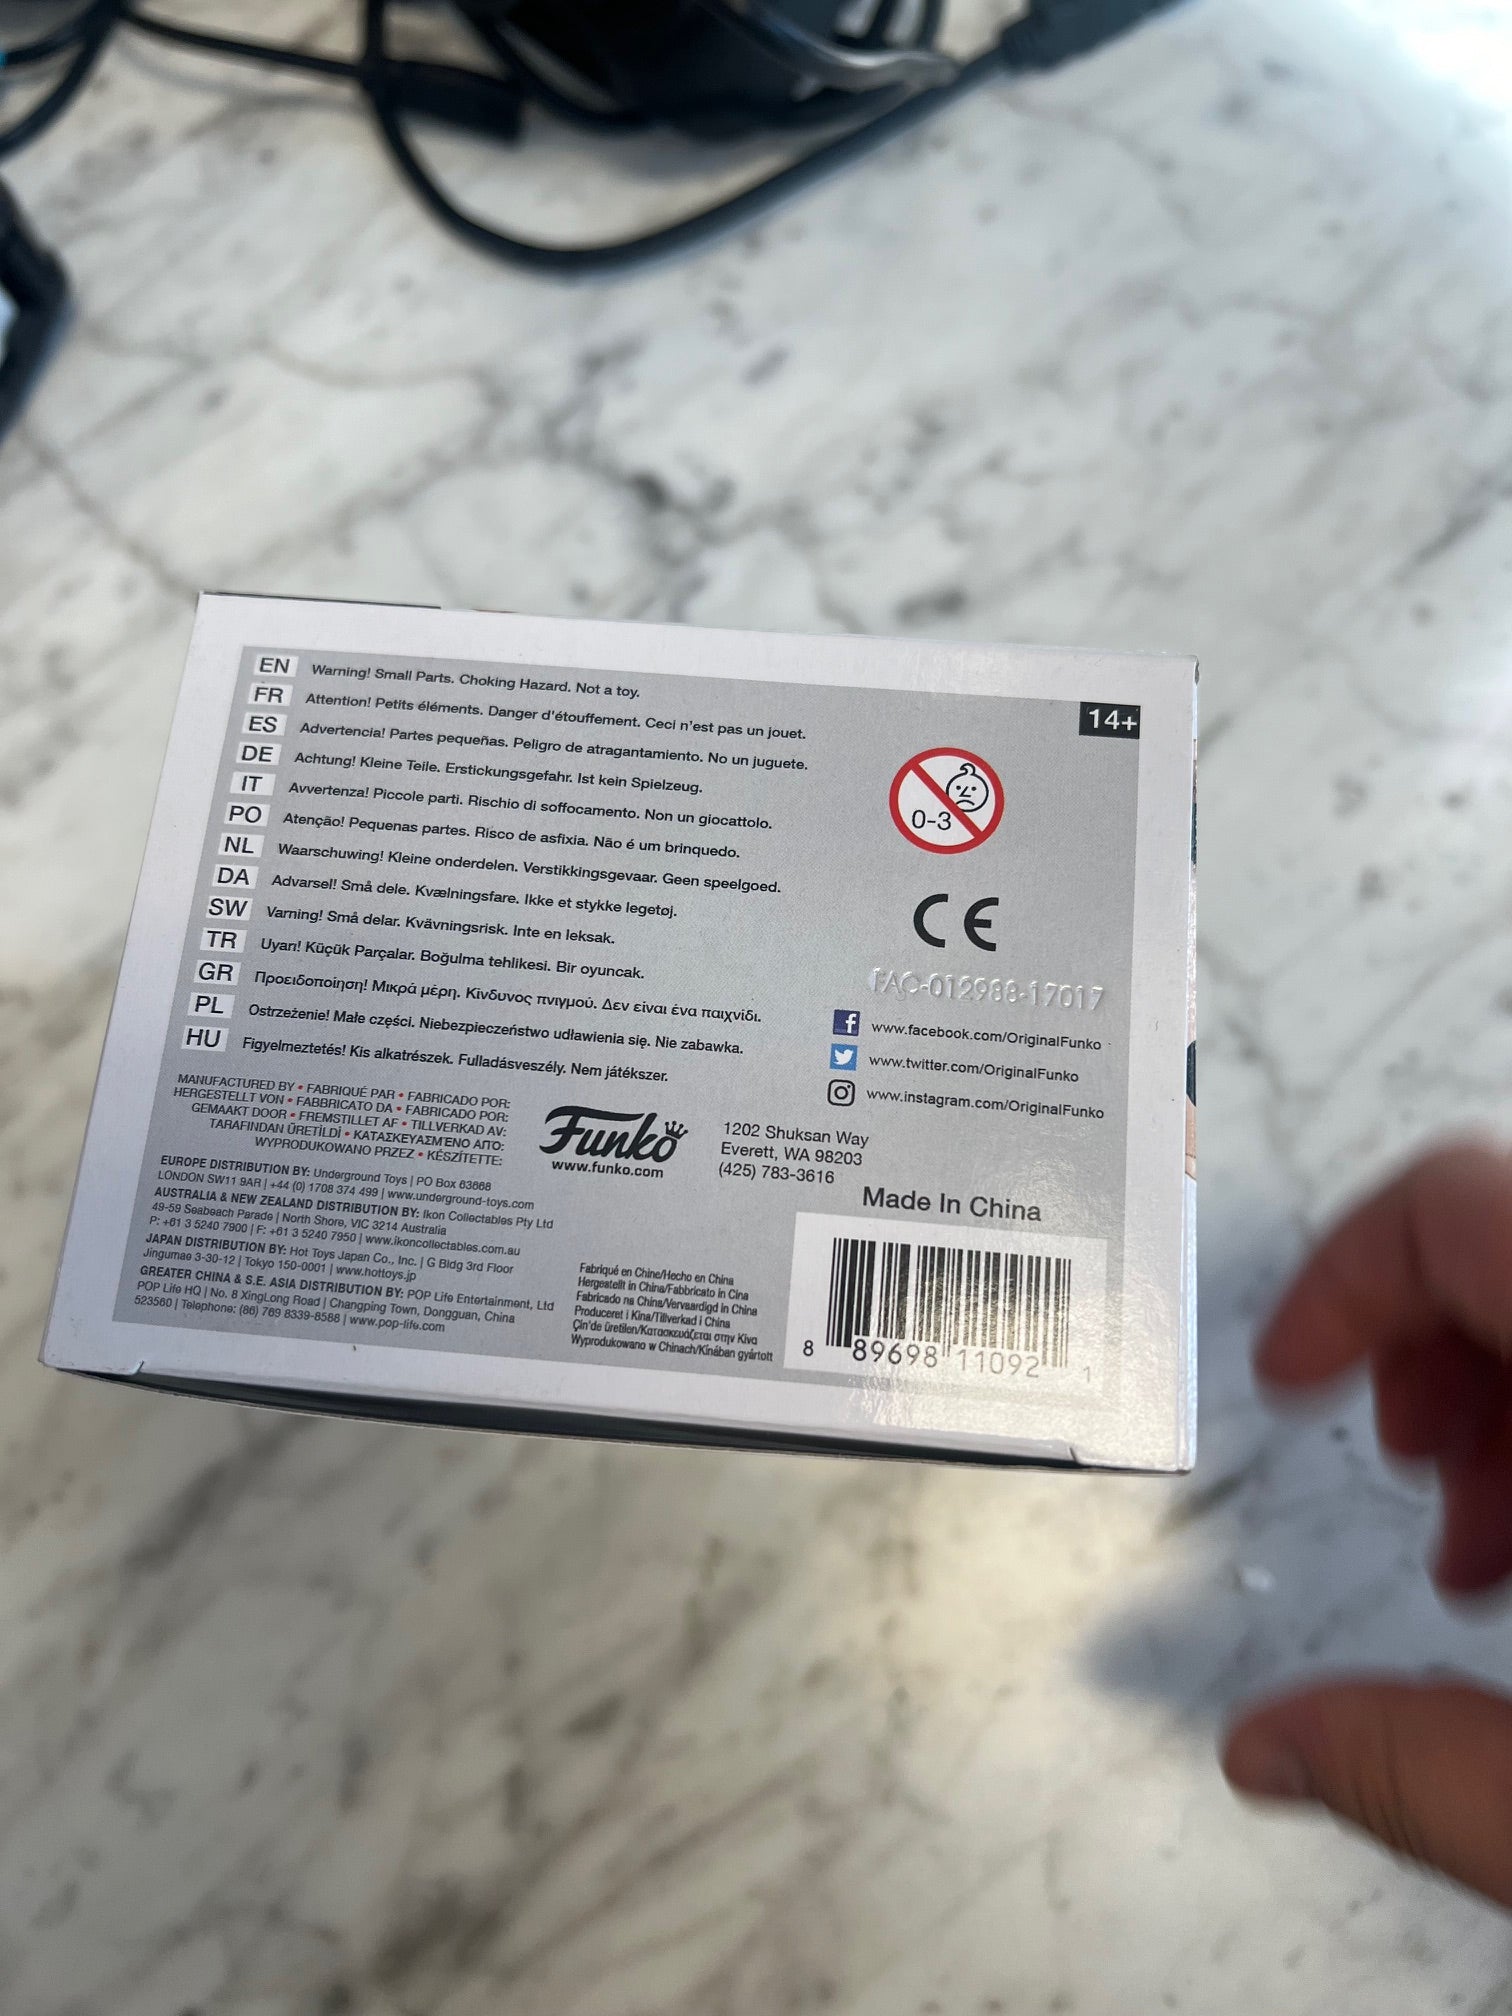 EN Warning! Small Parts. Choking Hazard. Not a toy.
FR Attention! Petits éléments. Danger d'étouffement. Ceci n'est pas un jouet.
ES Advertencia! Partes pequeñas. Peligro de atragantamiento. No un juguete.
DE Achtung! Kleine Teile. Erstickungsgefahr. Ist kein Spielzeug.
IT Avvertenza! Piccole parti. Rischio di soffocamento. Non un giocattolo.
PO Atenção! Pequenas partes. Risco de asfixia. Não é um brinquedo.
NL Waarschuwing! Kleine onderdelen. Verstikkingsgevaar. Geen speelgoed.
DA Advarsel! Små dele. Kvælningsfare. Ikke et stykke legetøj.
SW Varning! Små delar. Kvävningsrisk. Inte en leksak.
TR Uyarı! Küçük Parçalar. Boğulma tehlikesi. Bir oyuncak.
GR Προειδοποίηση! Μικρά μέρη. Κίνδυνος πνιγμού. Δεν είναι ένα παιχνίδι.
PL Ostrzeżenie! Małe części. Niebezpieczeństwo udławienia się. Nie zabawka.
HU Figyelmeztetés! Kis alkatrészek. Fulladásveszély. Nem játékszer.
14+
0-3
CE
FAC-012988-17017
www.facebook.com/OriginalFunko
www.twitter.com/OriginalFunko
www.instagram.com/OriginalFunko
MANUFACTURED BY • FABRIQUÉ PAR • FABRICADO POR:
HERGESTELLT VON • FABBRICATO DA • FABRICADO POR:
GEMAAKT DOOR • FREMSTILLET AF • TILLVERKAD AV:
TARAFINDAN ÜRETİLDİ • ΚΑΤΑΣΚΕΥΑΣΜΈΝΟ ΑΠΌ:
WYPRODUKOWANO PRZEZ • KÉSZÍTETTE:
Funko
www.funko.com
1202 Shuksan Way
Everett, WA 98203
(425) 783-3616
EUROPE DISTRIBUTION BY: Underground Toys | PO Box 63668
LONDON SW11 9AR | +44 (0) 1708 374 499 | www.underground-toys.com
AUSTRALIA & NEW ZEALAND DISTRIBUTION BY: Ikon Collectables Pty Ltd
49-59 Seabeach Parade | North Shore, VIC 3214 Australia
P: +61 3 5240 7900 | F: +61 3 5240 7950 | www.ikoncollectables.com.au
JAPAN DISTRIBUTION BY: Hot Toys Japan Co., Inc. | G Bldg 3rd Floor
Jingumae 3-30-12 | Tokyo 150-0001 | www.hottoys.jp
GREATER CHINA & S.E. ASIA DISTRIBUTION BY: POP Life Entertainment, Ltd
POP Life HQ | No. 8 XingLong Road | Changping Town, Dongguan, China
523560 | Telephone: (86) 769 8339-8588 | www.pop-life.com
Fabriqué en Chine/Hecho en China
Hergestellt in China/Fabbricato in Cina
Fabricado na China/Vervaardigd in China
Produceret i Kina/Tillverkad i China
Çin'de üretilen/Κατασκευάζεται στην Κίνα
Wyprodukowano w Chinach/Kínában gyártott
Made In China
8 89698 11092 1